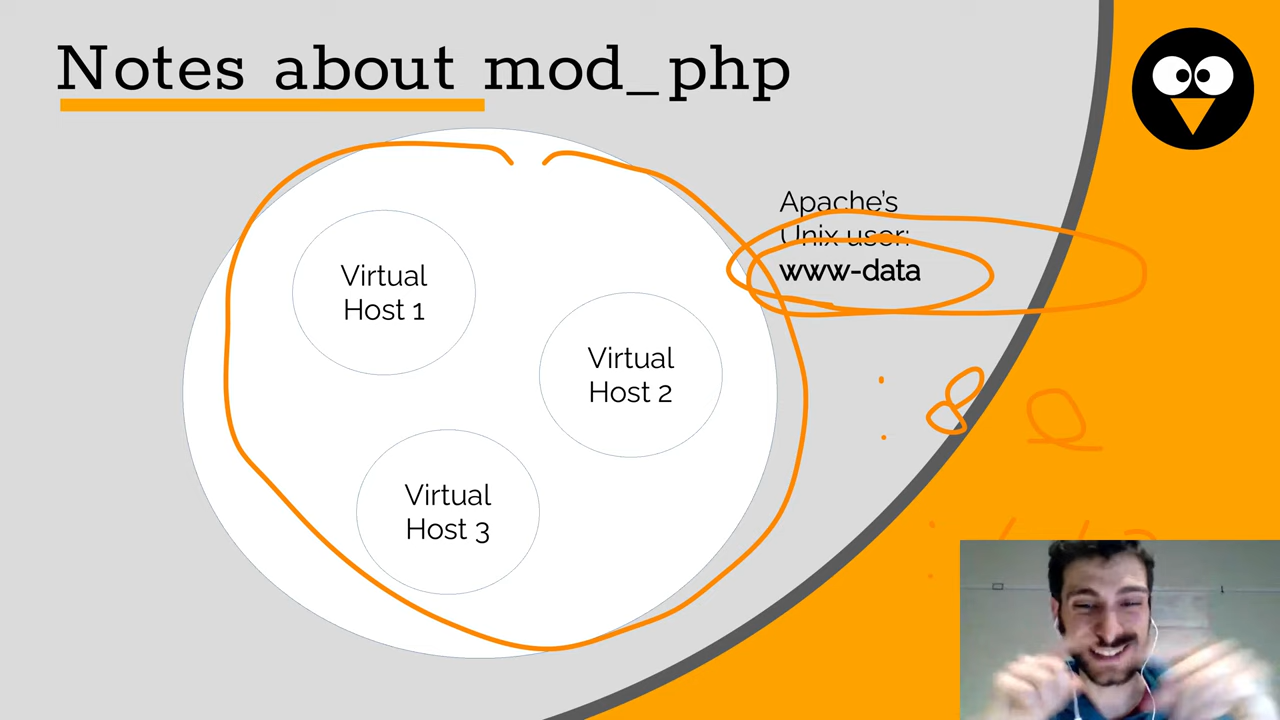 Notes about mod_php
Apache's
Unix user:
www-data
Virtual
Host 1
Virtual
Host 2
Virtual
Host 3